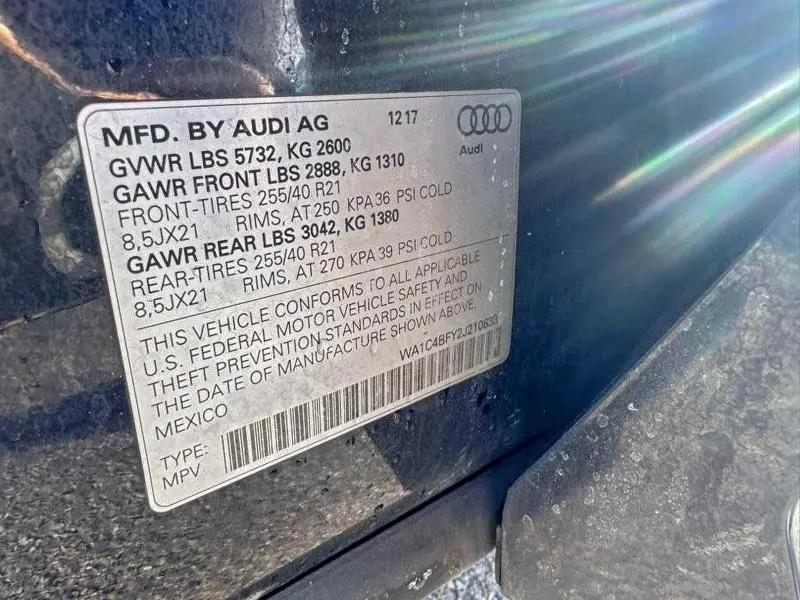 MFD. BY AUDI AG 12 17
Audi
GVWR LBS 5732, KG 2600
GAWR FRONT LBS 2888, KG 1310
FRONT-TIRES 255/40 R21
8,5JX21 RIMS, AT 250 KPA 36 PSI COLD
GAWR REAR LBS 3042, KG 1380
REAR-TIRES 255/40 R21
8,5JX21 RIMS, AT 270 KPA 39 PSI COLD
THIS VEHICLE CONFORMS TO ALL APPLICABLE
U.S. FEDERAL MOTOR VEHICLE SAFETY AND
THEFT PREVENTION STANDARDS IN EFFECT ON
THE DATE OF MANUFACTURE SHOWN ABOVE.
MEXICO WA1C4BFY2J210833
TYPE:
MPV